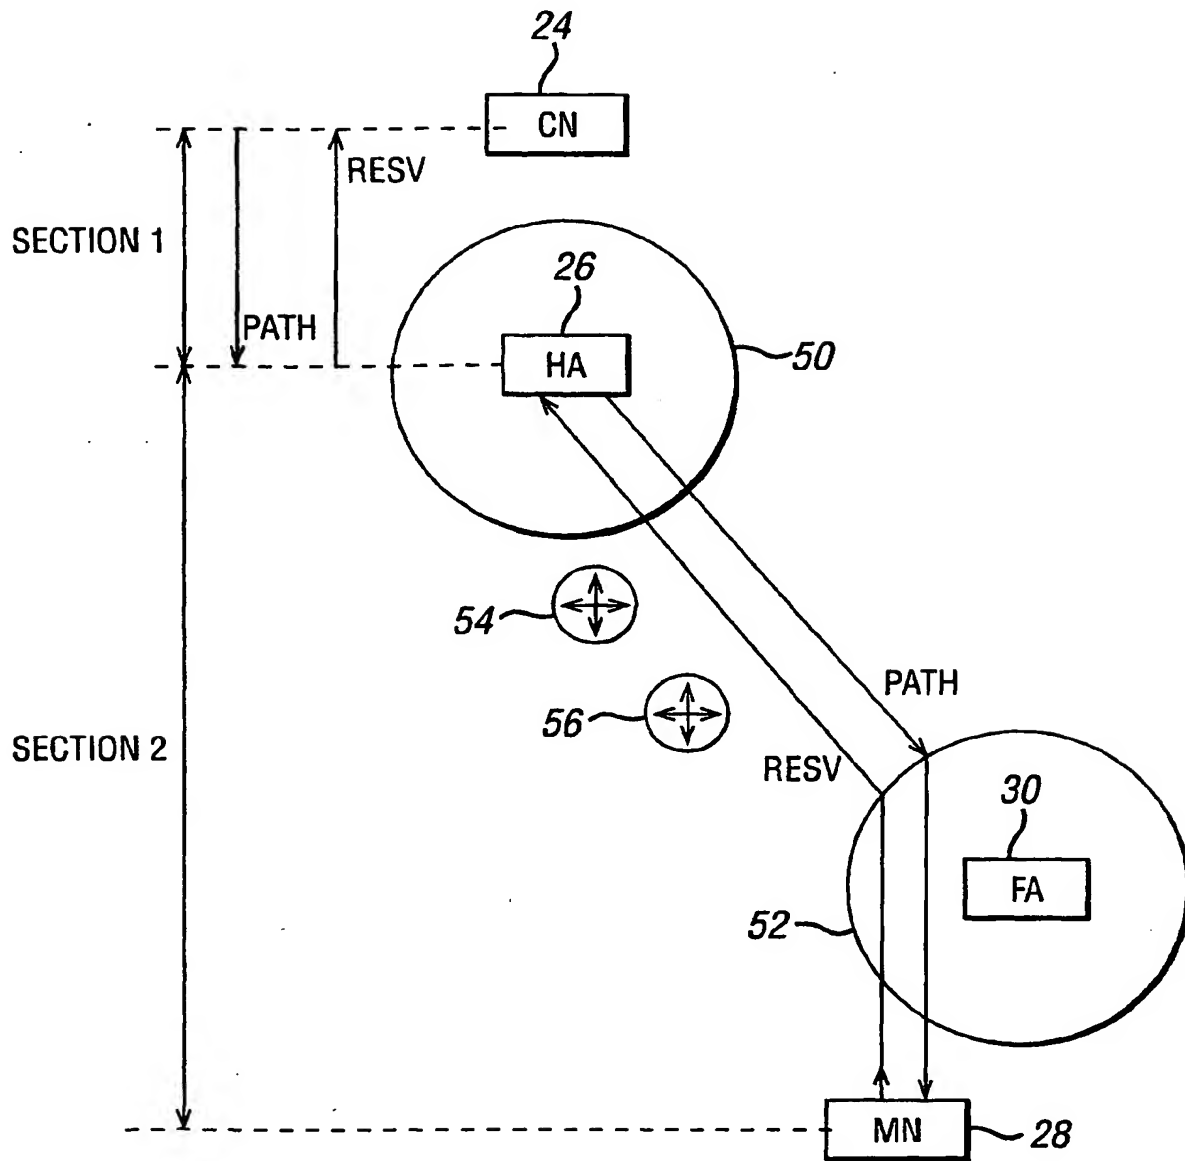 24
CN
RESV
SECTION 1
26
PATH
HA
50
54
56
PATH
SECTION 2
RESV
30
FA
52
MN
28